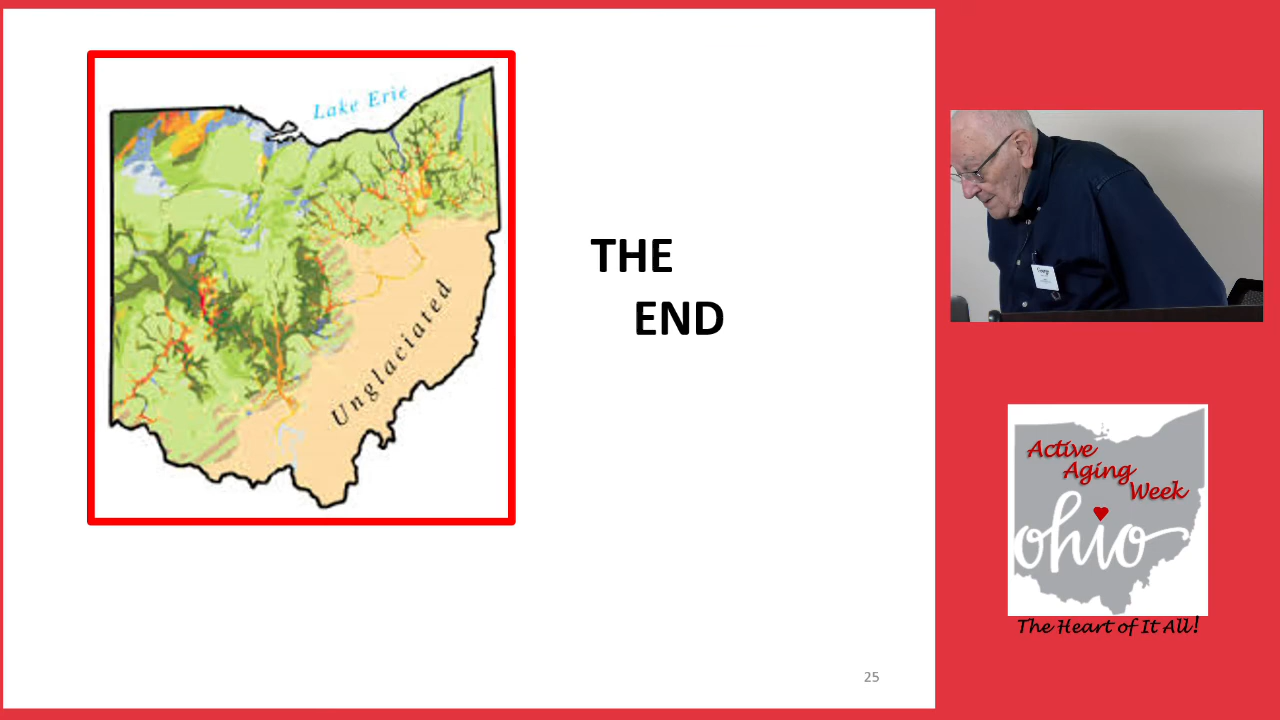 Lake Erie
Unglaciated
THE
END
25
Active
Aging
Week
ohio
The Heart of It All!